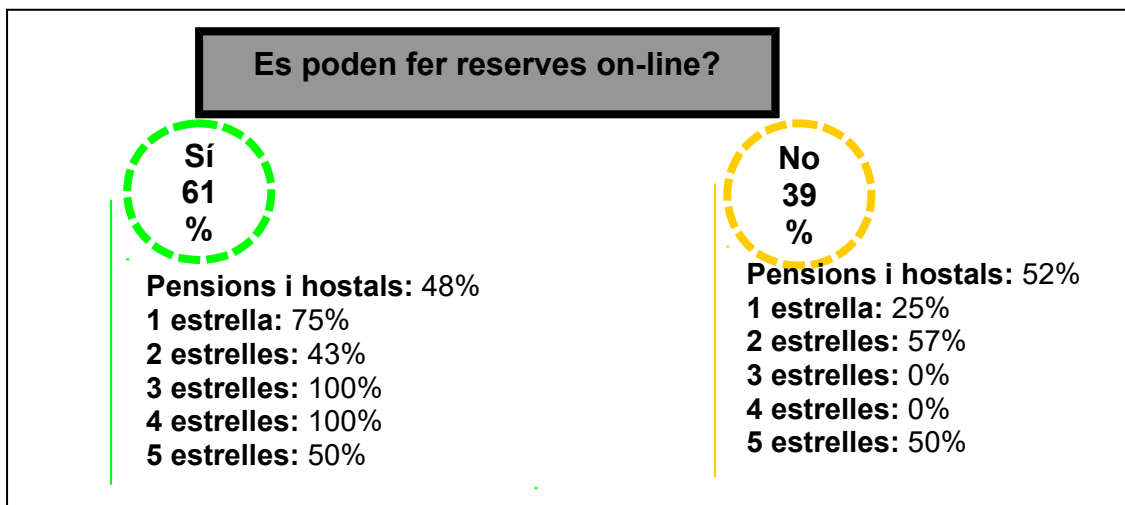 Es poden fer reserves on-line?
Sí
61
%
Pensions i hostals: 48%
1 estrella: 75%
2 estrelles: 43%
3 estrelles: 100%
4 estrelles: 100%
5 estrelles: 50%
No
39
%
Pensions i hostals: 52%
1 estrella: 25%
2 estrelles: 57%
3 estrelles: 0%
4 estrelles: 0%
5 estrelles: 50%